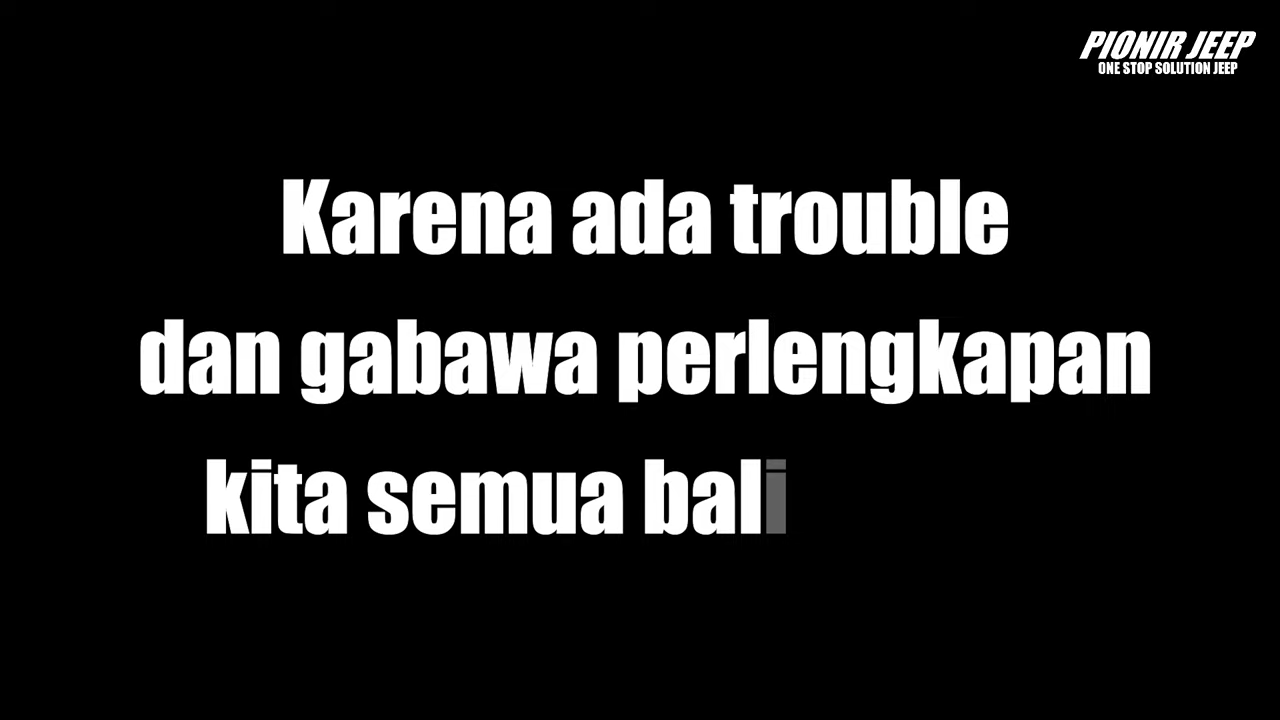 PIONIR JEEP
ONE STOP SOLUTION JEEP
Karena ada trouble
dan gabawa perlengkapan
kita semua bali